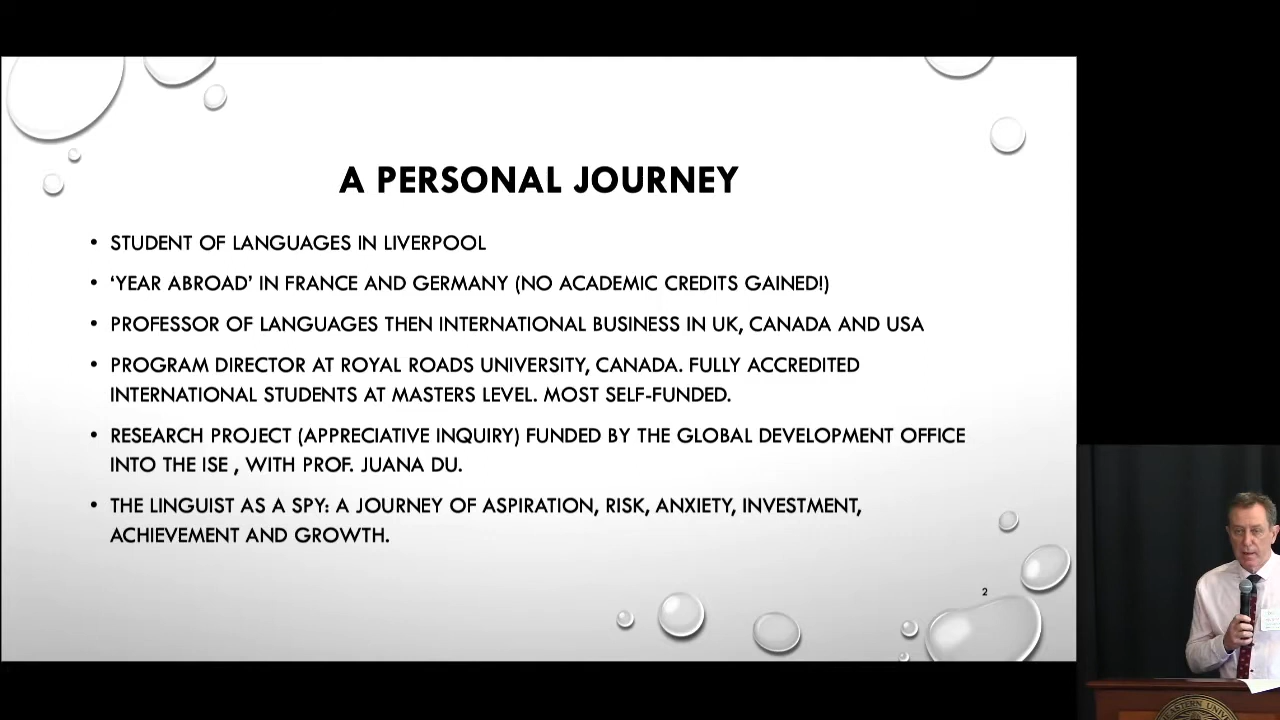 A PERSONAL JOURNEY
• STUDENT OF LANGUAGES IN LIVERPOOL
• ‘YEAR ABROAD’ IN FRANCE AND GERMANY (NO ACADEMIC CREDITS GAINED!)
• PROFESSOR OF LANGUAGES THEN INTERNATIONAL BUSINESS IN UK, CANADA AND USA
• PROGRAM DIRECTOR AT ROYAL ROADS UNIVERSITY, CANADA. FULLY ACCREDITED
INTERNATIONAL STUDENTS AT MASTERS LEVEL. MOST SELF-FUNDED.
• RESEARCH PROJECT (APPRECIATIVE INQUIRY) FUNDED BY THE GLOBAL DEVELOPMENT OFFICE
INTO THE ISE , WITH PROF. JUANA DU.
• THE LINGUIST AS A SPY: A JOURNEY OF ASPIRATION, RISK, ANXIETY, INVESTMENT,
ACHIEVEMENT AND GROWTH.
2
EASTERN UNIV